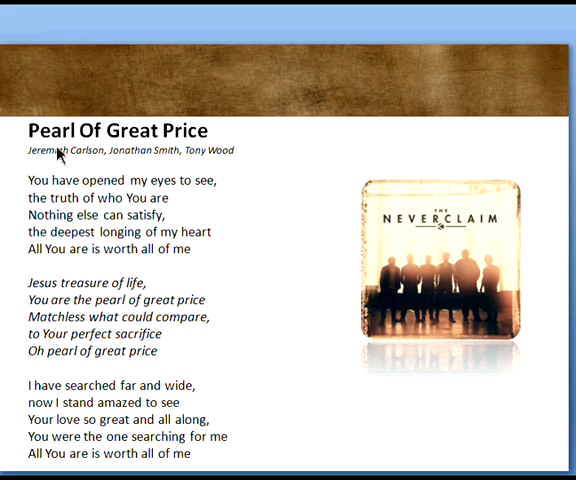 Pearl Of Great Price
Jeremiah Carlson, Jonathan Smith, Tony Wood
You have opened my eyes to see,
the truth of who You are
Nothing else can satisfy,
the deepest longing of my heart
All You are is worth all of me
Jesus treasure of life,
You are the pearl of great price
Matchless what could compare,
to Your perfect sacrifice
Oh pearl of great price
I have searched far and wide,
now I stand amazed to see
Your love so great and all along,
You were the one searching for me
All You are is worth all of me
THE
NEVERCLAIM